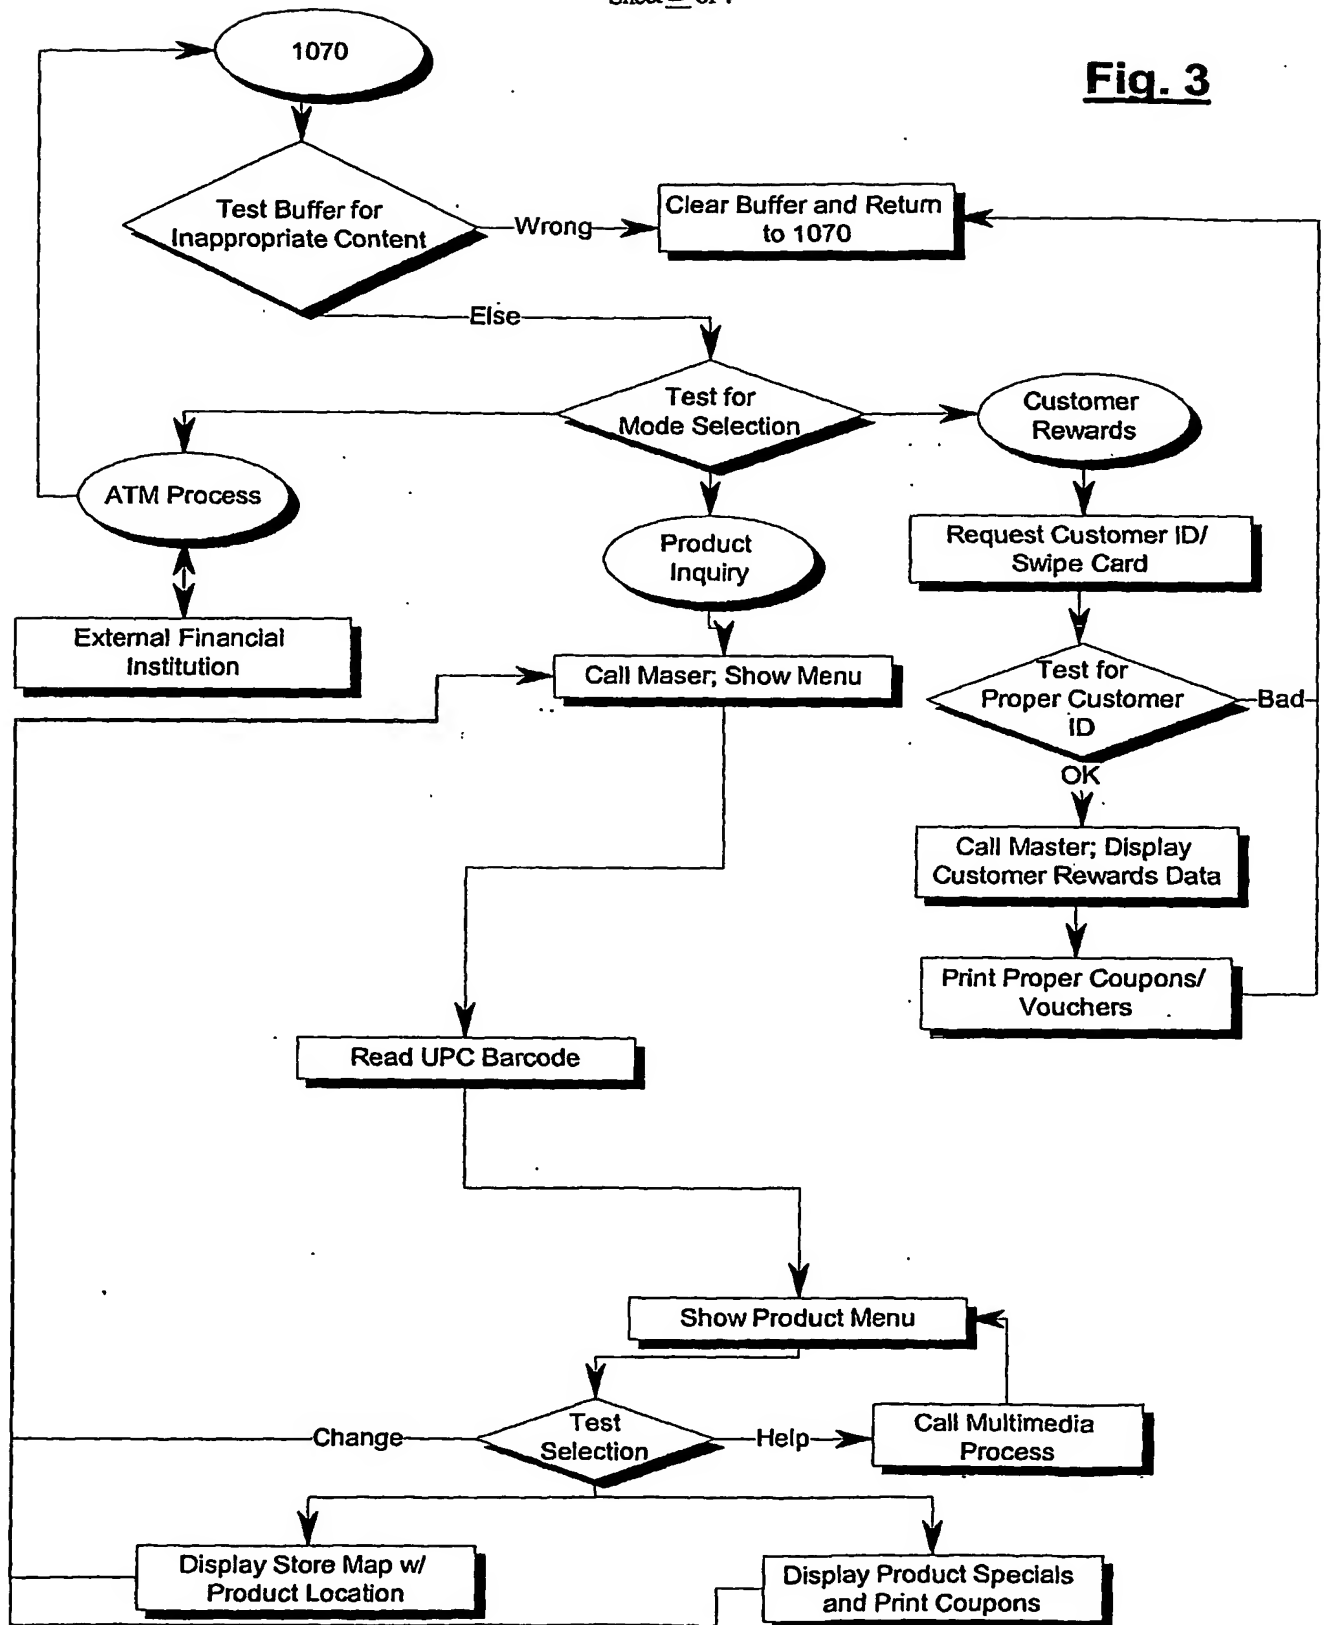 of
1070
Fig. 3
Test Buffer for
Inappropriate Content
Wrong
Clear Buffer and Return
to 1070
Else
Test for
Mode Selection
Customer
Rewards
ATM Process
Product
Inquiry
Request Customer ID/
Swipe Card
External Financial
Institution
Call Maser; Show Menu
Test for
Proper Customer
ID
Bad
OK
Call Master; Display
Customer Rewards Data
Print Proper Coupons/
Vouchers
Read UPC Barcode
Show Product Menu
Change
Test
Selection
Help
Call Multimedia
Process
Display Store Map w/
Product Location
Display Product Specials
and Print Coupons